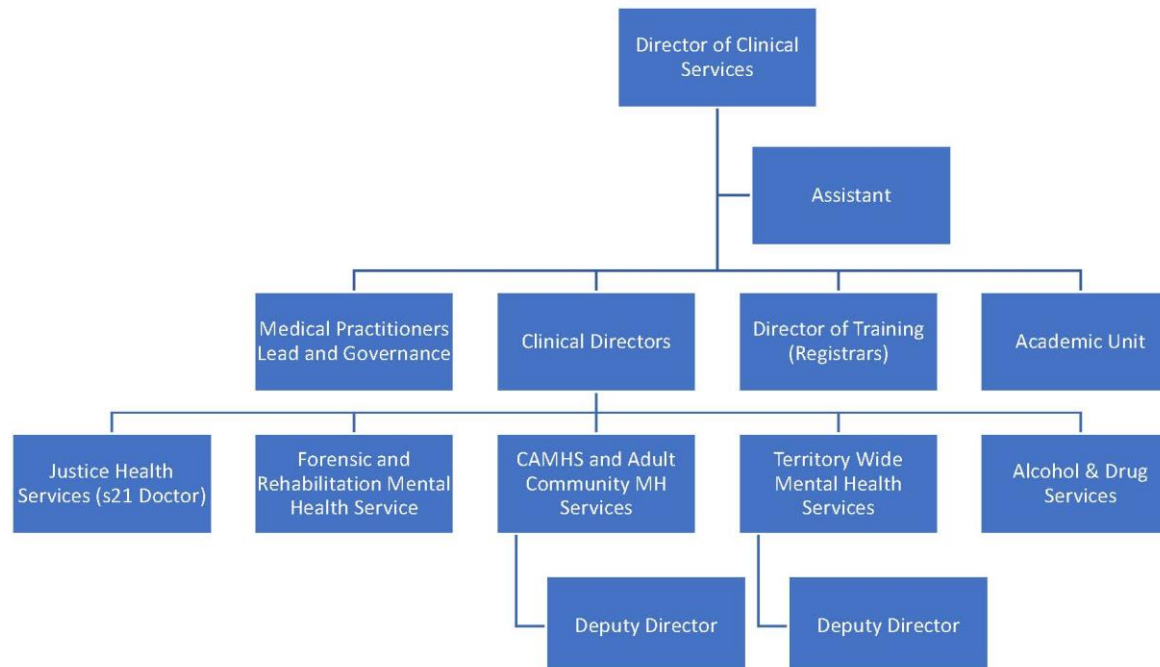 Director of Clinical
Services
Assistant
Medical Practitioners
Lead and Governance
Clinical Directors
Director of Training
(Registrars)
Academic Unit
Justice Health
Services (s21 Doctor)
Forensic and
Rehabilitation Mental
Health Service
CAMHS and Adult
Community MH
Services
Territory Wide
Mental Health
Services
Alcohol & Drug
Services
Deputy Director
Deputy Director